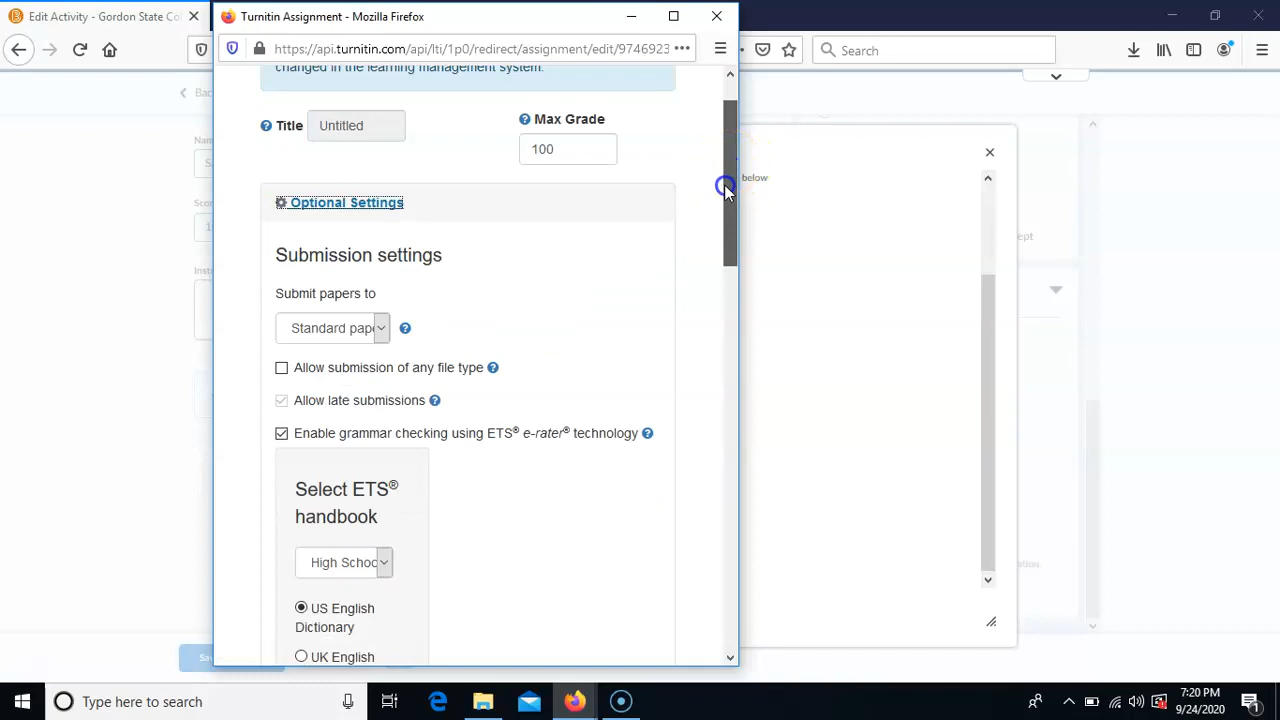 Edit Activity - Gordon State Co
Turnitin Assignment - Mozilla Firefox
https://api.turnitin.com/api/lti/1p0/redirect/assignment/edit/9746923
Search
changed in the learning management system.
Title
Untitled
Max Grade
100
below
Optional Settings
Submission settings
Submit papers to
Standard pape
Allow submission of any file type
Allow late submissions
Enable grammar checking using ETS® e-rater® technology
Select ETS®
handbook
High Schoo
US English
Dictionary
UK English
Type here to search
7:20 PM
9/24/2020